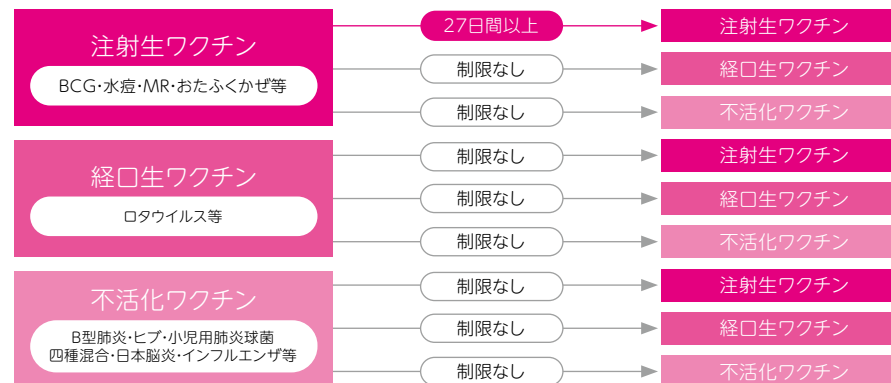 注射生ワクチン
BCG・水痘・MR・おたふくかぜ等
27日間以上
注射生ワクチン
制限なし
経口生ワクチン
制限なし
不活化ワクチン
経口生ワクチン
ロタウイルス等
制限なし
注射生ワクチン
制限なし
経口生ワクチン
制限なし
不活化ワクチン
不活化ワクチン
B型肺炎・ヒブ・小児用肺炎球菌
四種混合・日本脳炎・インフルエンザ等
制限なし
注射生ワクチン
制限なし
経口生ワクチン
制限なし
不活化ワクチン